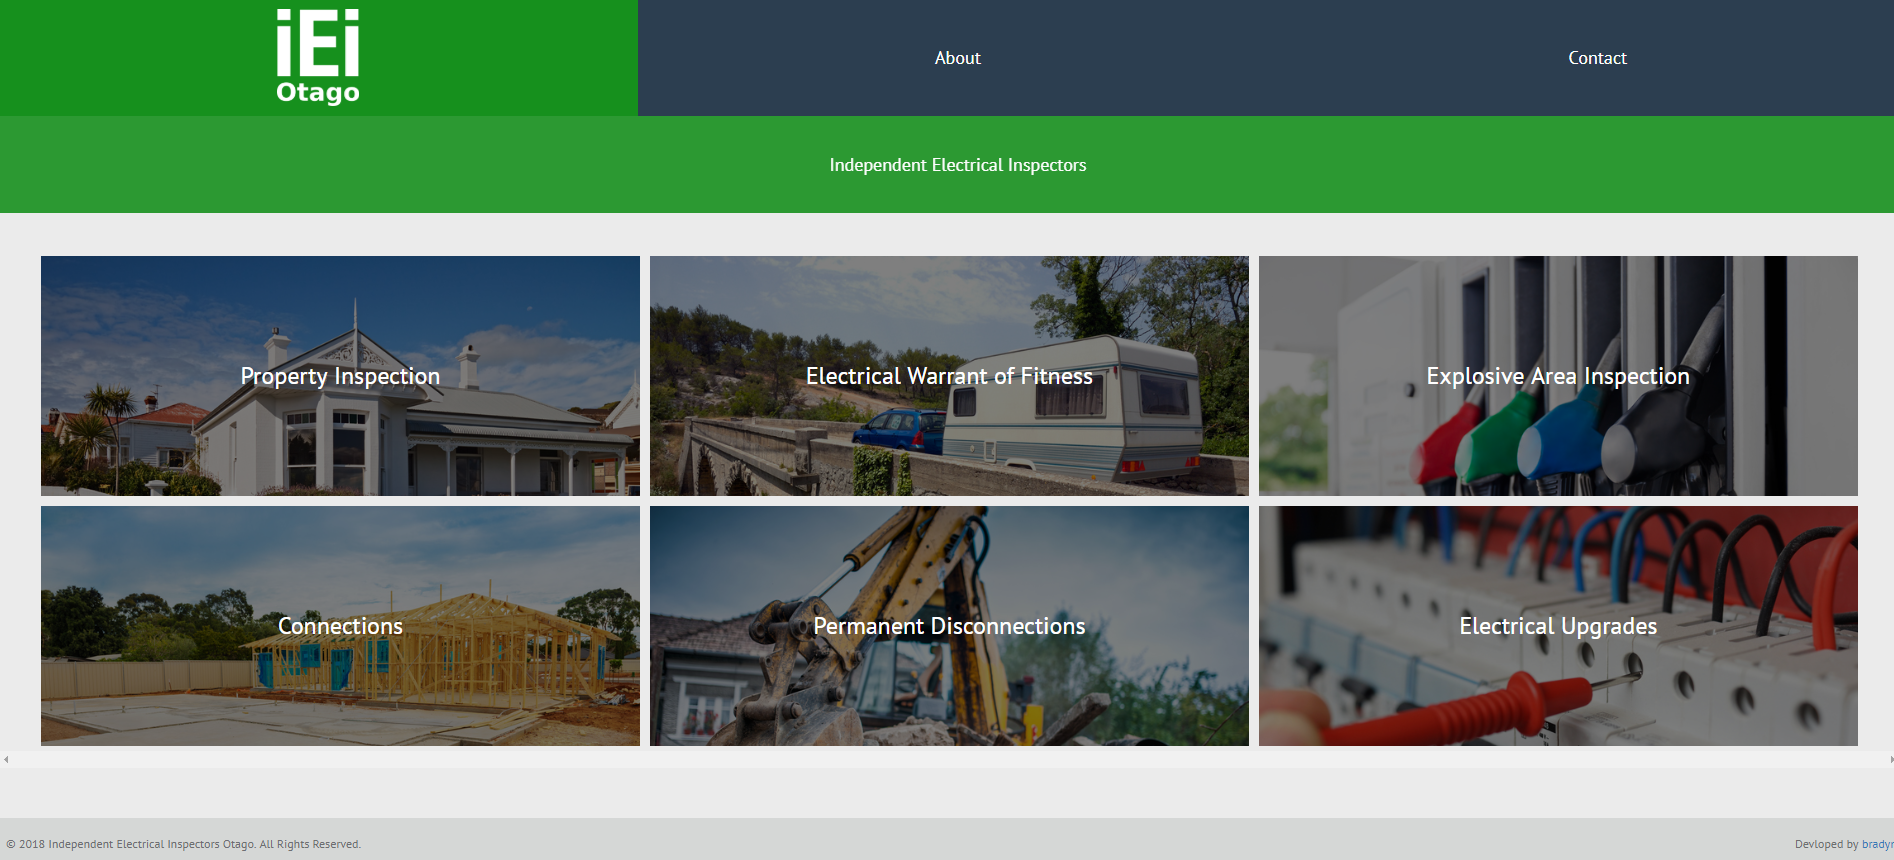 iEi
Otago
About
Contact
Independent Electrical Inspectors
Property Inspection
Electrical Warrant of Fitness
Explosive Area Inspection
Connections
Permanent Disconnections
Electrical Upgrades
© 2018 Independent Electrical Inspectors Otago. All Rights Reserved.
Devloped by